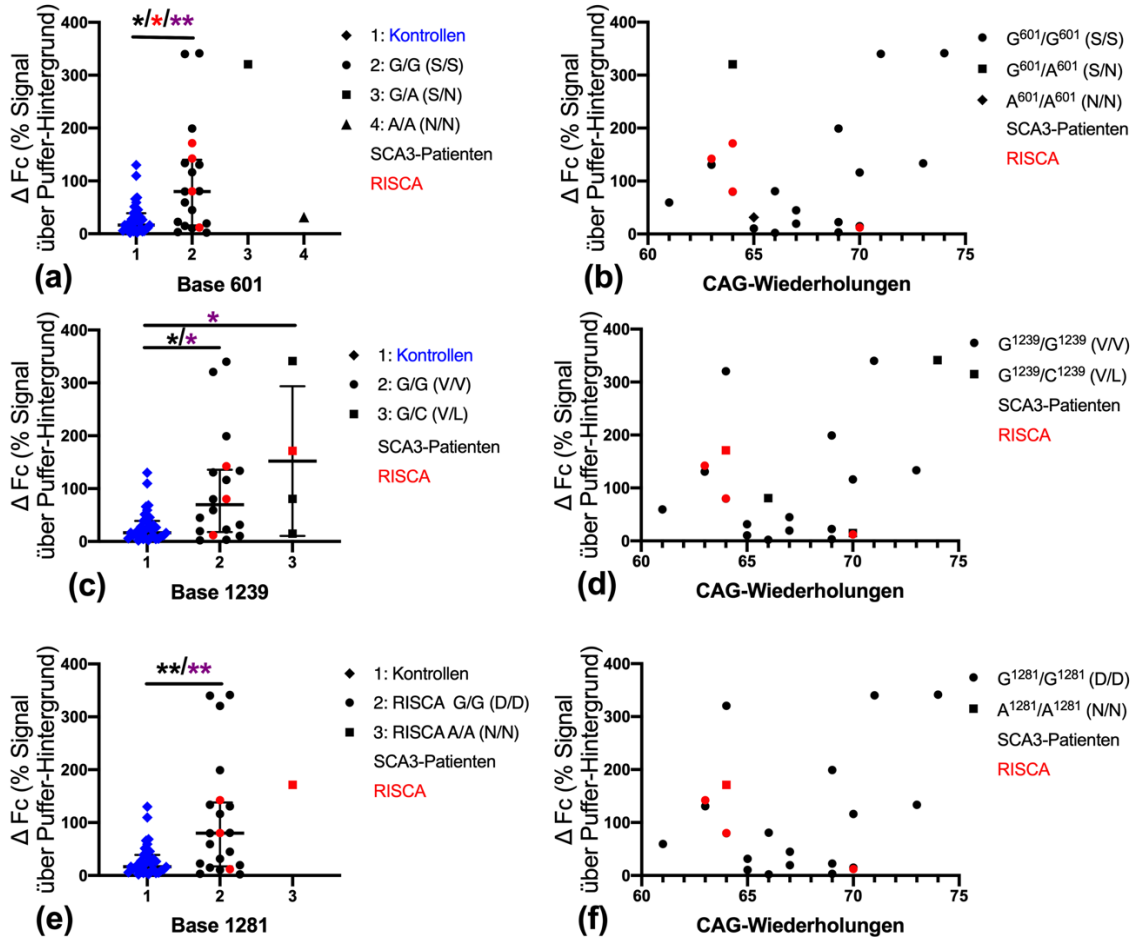 */*/**
400
300
200
100
0
Δ Fc (% Signal
über Puffer-Hintergrund)
1 2 3 4
Base 601
(a)
1: Kontrollen
2: G/G (S/S)
3: G/A (S/N)
4: A/A (N/N)
SCA3-Patienten
RISCA
400
300
200
100
0
Δ Fc (% Signal
über Puffer-Hintergrund)
60 65 70 75
CAG-Wiederholungen
(b)
G⁶⁰¹/G⁶⁰¹ (S/S)
G⁶⁰¹/A⁶⁰¹ (S/N)
A⁶⁰¹/A⁶⁰¹ (N/N)
SCA3-Patienten
RISCA
*
*/*
400
300
200
100
0
Δ Fc (% Signal
über Puffer-Hintergrund)
1 2 3
Base 1239
(c)
1: Kontrollen
2: G/G (V/V)
3: G/C (V/L)
SCA3-Patienten
RISCA
400
300
200
100
0
Δ Fc (% Signal
über Puffer-Hintergrund)
60 65 70 75
CAG-Wiederholungen
(d)
G¹²³⁹/G¹²³⁹ (V/V)
G¹²³⁹/C¹²³⁹ (V/L)
SCA3-Patienten
RISCA
**/**
400
300
200
100
0
Δ Fc (% Signal
über Puffer-Hintergrund)
1 2 3
Base 1281
(e)
1: Kontrollen
2: RISCA G/G (D/D)
3: RISCA A/A (N/N)
SCA3-Patienten
RISCA
400
300
200
100
0
Δ Fc (% Signal
über Puffer-Hintergrund)
60 65 70 75
CAG-Wiederholungen
(f)
G¹²⁸¹/G¹²⁸¹ (D/D)
A¹²⁸¹/A¹²⁸¹ (N/N)
SCA3-Patienten
RISCA